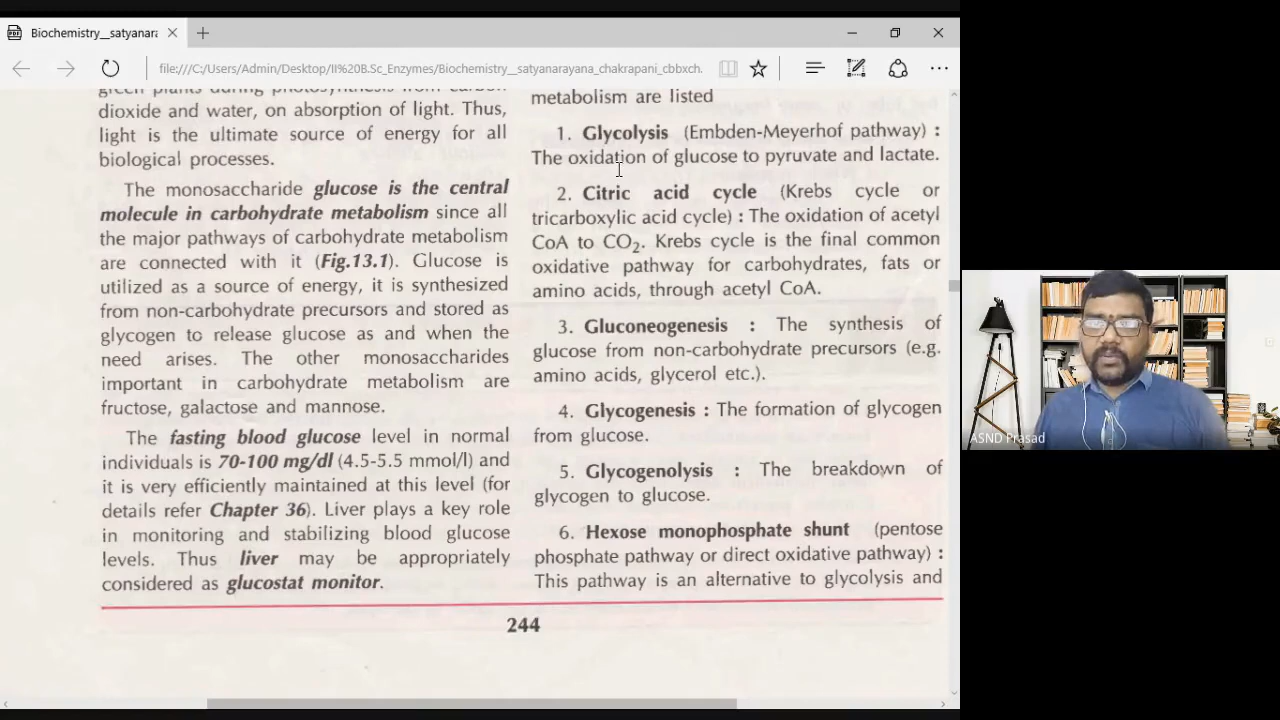 Biochemistry__satyanara
file:///C:/Users/Admin/Desktop/II%20B.Sc_Enzymes/Biochemistry__satyanarayana_chakrapani_cbbxch.
green plants during photosynthesis from carbon
dioxide and water, on absorption of light. Thus,
light is the ultimate source of energy for all
biological processes.
The monosaccharide glucose is the central
molecule in carbohydrate metabolism since all
the major pathways of carbohydrate metabolism
are connected with it (Fig.13.1). Glucose is
utilized as a source of energy, it is synthesized
from non-carbohydrate precursors and stored as
glycogen to release glucose as and when the
need arises. The other monosaccharides
important in carbohydrate metabolism are
fructose, galactose and mannose.
The fasting blood glucose level in normal
individuals is 70-100 mg/dl (4.5-5.5 mmol/l) and
it is very efficiently maintained at this level (for
details refer Chapter 36). Liver plays a key role
in monitoring and stabilizing blood glucose
levels. Thus liver may be appropriately
considered as glucostat monitor.
metabolism are listed
1. Glycolysis (Embden-Meyerhof pathway) :
The oxidation of glucose to pyruvate and lactate.
2. Citric acid cycle (Krebs cycle or
tricarboxylic acid cycle) : The oxidation of acetyl
CoA to CO2. Krebs cycle is the final common
oxidative pathway for carbohydrates, fats or
amino acids, through acetyl CoA.
3. Gluconeogenesis : The synthesis of
glucose from non-carbohydrate precursors (e.g.
amino acids, glycerol etc.).
4. Glycogenesis : The formation of glycogen
from glucose.
5. Glycogenolysis : The breakdown of
glycogen to glucose.
6. Hexose monophosphate shunt (pentose
phosphate pathway or direct oxidative pathway) :
This pathway is an alternative to glycolysis and
244
ASND Prasad